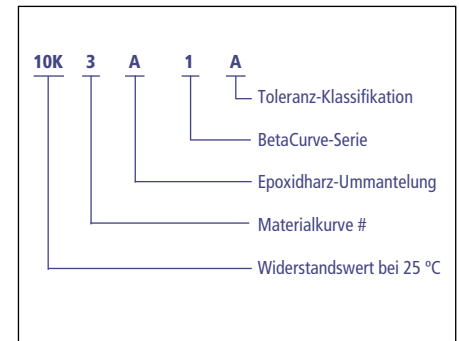 10K 3 A 1 A
Toleranz-Klassifikation
BetaCurve-Serie
Epoxidharz-Ummantelung
Materialkurve #
Widerstandswert bei 25 ºC